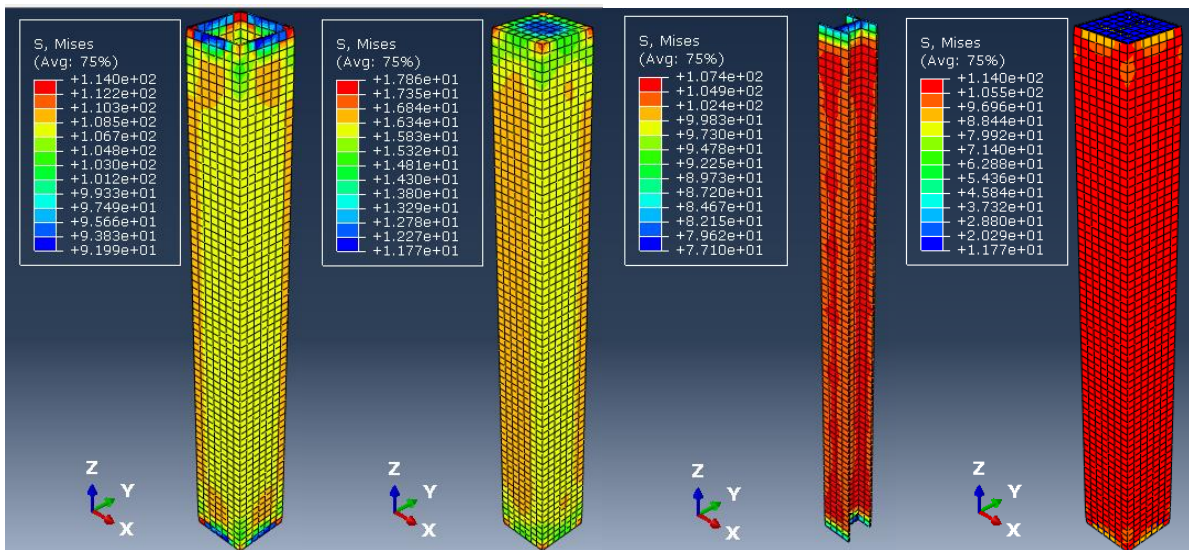 S, Mises
(Avg: 75%)
+1.140e+02
+1.122e+02
+1.103e+02
+1.085e+02
+1.067e+02
+1.048e+02
+1.030e+02
+1.012e+02
+9.933e+01
+9.749e+01
+9.566e+01
+9.383e+01
+9.199e+01
Z
Y
X
S, Mises
(Avg: 75%)
+1.786e+01
+1.735e+01
+1.684e+01
+1.634e+01
+1.583e+01
+1.532e+01
+1.481e+01
+1.430e+01
+1.380e+01
+1.329e+01
+1.278e+01
+1.227e+01
+1.177e+01
Z
Y
X
S, Mises
(Avg: 75%)
+1.074e+02
+1.049e+02
+1.024e+02
+9.983e+01
+9.730e+01
+9.478e+01
+9.225e+01
+8.973e+01
+8.720e+01
+8.467e+01
+8.215e+01
+7.962e+01
+7.710e+01
Z
Y
X
S, Mises
(Avg: 75%)
+1.140e+02
+1.055e+02
+9.696e+01
+8.844e+01
+7.992e+01
+7.140e+01
+6.288e+01
+5.436e+01
+4.584e+01
+3.732e+01
+2.880e+01
+2.029e+01
+1.177e+01
Z
Y
X